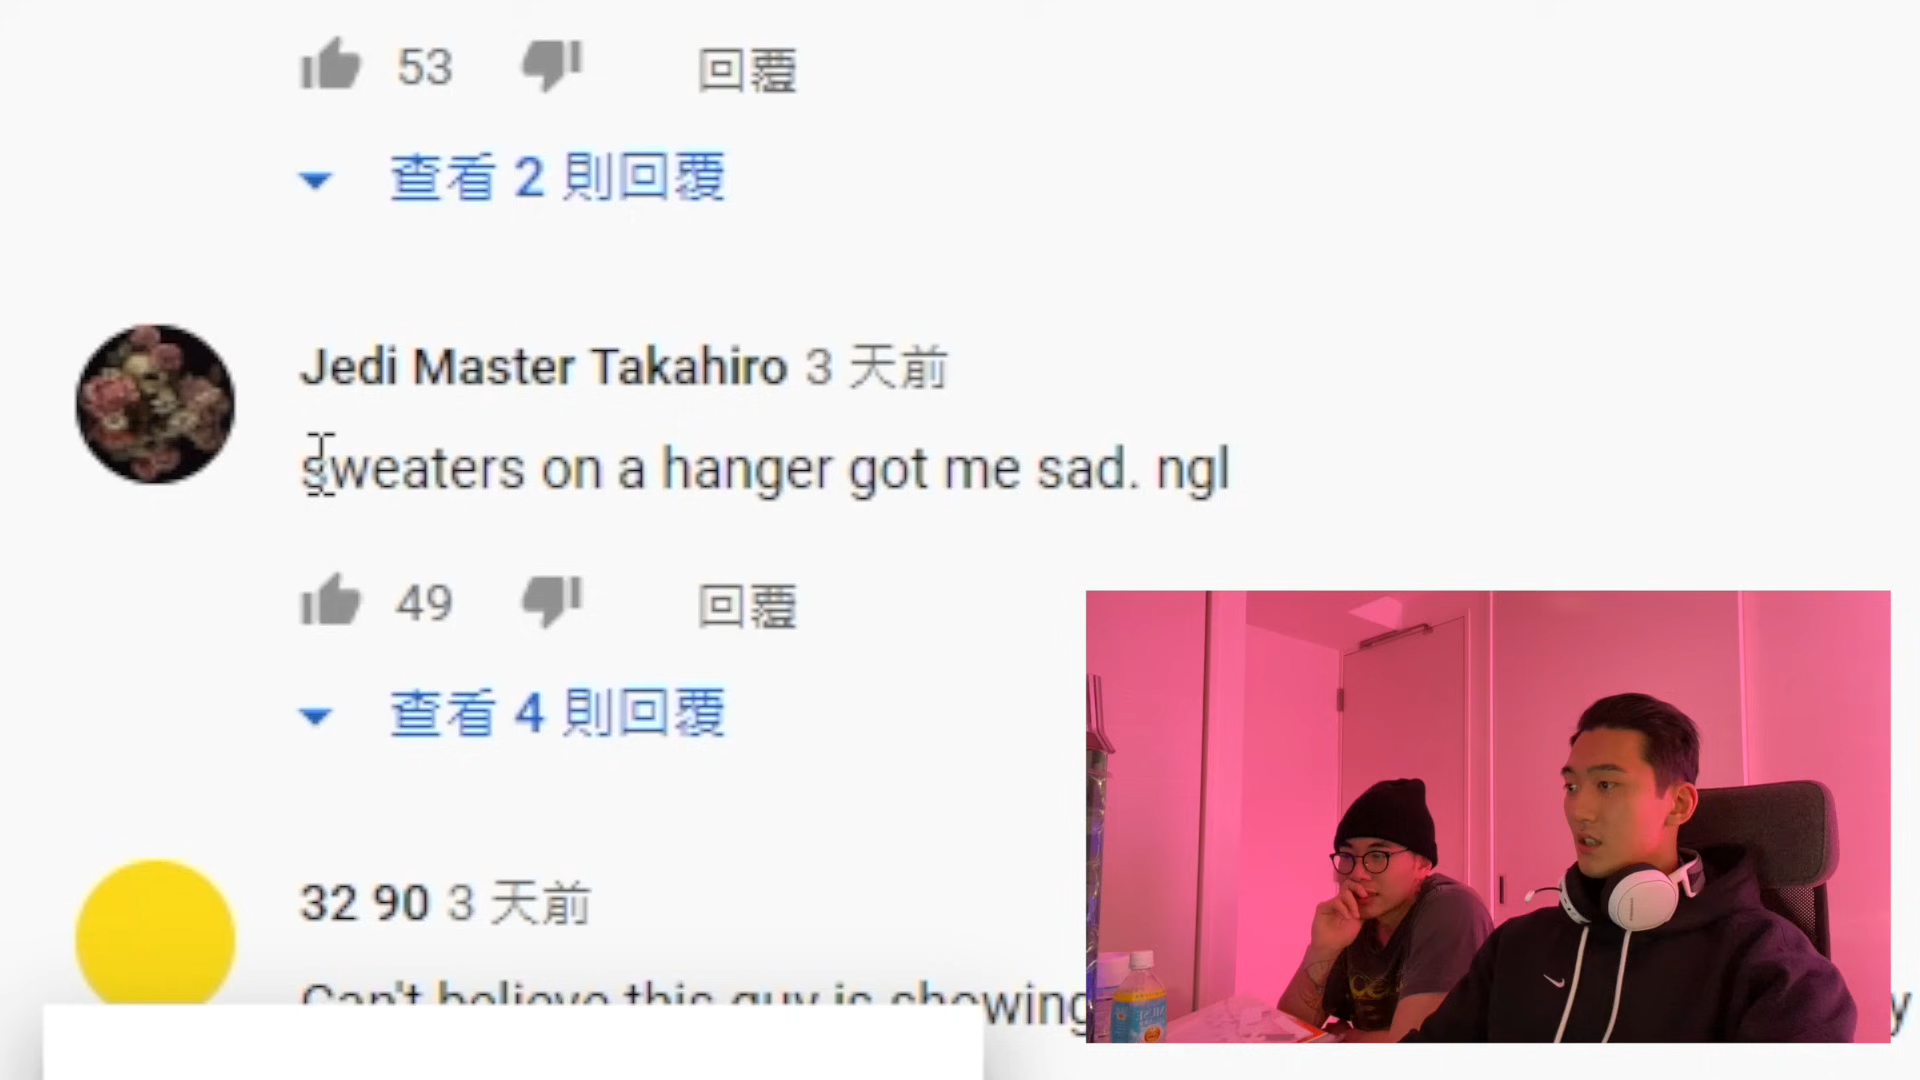 53 回覆
查看 2 則回覆
Jedi Master Takahiro 3 天前
sweaters on a hanger got me sad. ngl
49 回覆
查看 4 則回覆
32 90 3 天前
Can't believe this guy is showing